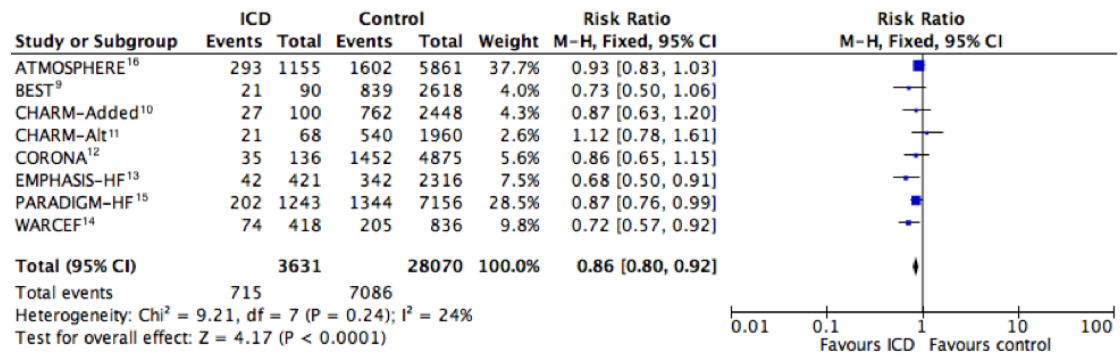 ICD Control Risk Ratio Risk Ratio
Study or Subgroup Events Total Events Total Weight M-H, Fixed, 95% CI M-H, Fixed, 95% CI
ATMOSPHERE¹⁶ 293 1155 1602 5861 37.7% 0.93 [0.83, 1.03]
BEST⁹ 21 90 839 2618 4.0% 0.73 [0.50, 1.06]
CHARM-Added¹⁰ 27 100 762 2448 4.3% 0.87 [0.63, 1.20]
CHARM-Alt¹¹ 21 68 540 1960 2.6% 1.12 [0.78, 1.61]
CORONA¹² 35 136 1452 4875 5.6% 0.86 [0.65, 1.15]
EMPHASIS-HF¹³ 42 421 342 2316 7.5% 0.68 [0.50, 0.91]
PARADIGM-HF¹⁵ 202 1243 1344 7156 28.5% 0.87 [0.76, 0.99]
WARCEF¹⁴ 74 418 205 836 9.8% 0.72 [0.57, 0.92]
Total (95% CI) 3631 28070 100.0% 0.86 [0.80, 0.92]
Total events 715 7086
Heterogeneity: Chi² = 9.21, df = 7 (P = 0.24); I² = 24%
Test for overall effect: Z = 4.17 (P < 0.0001)
0.01 0.1 1 10 100
Favours ICD Favours control